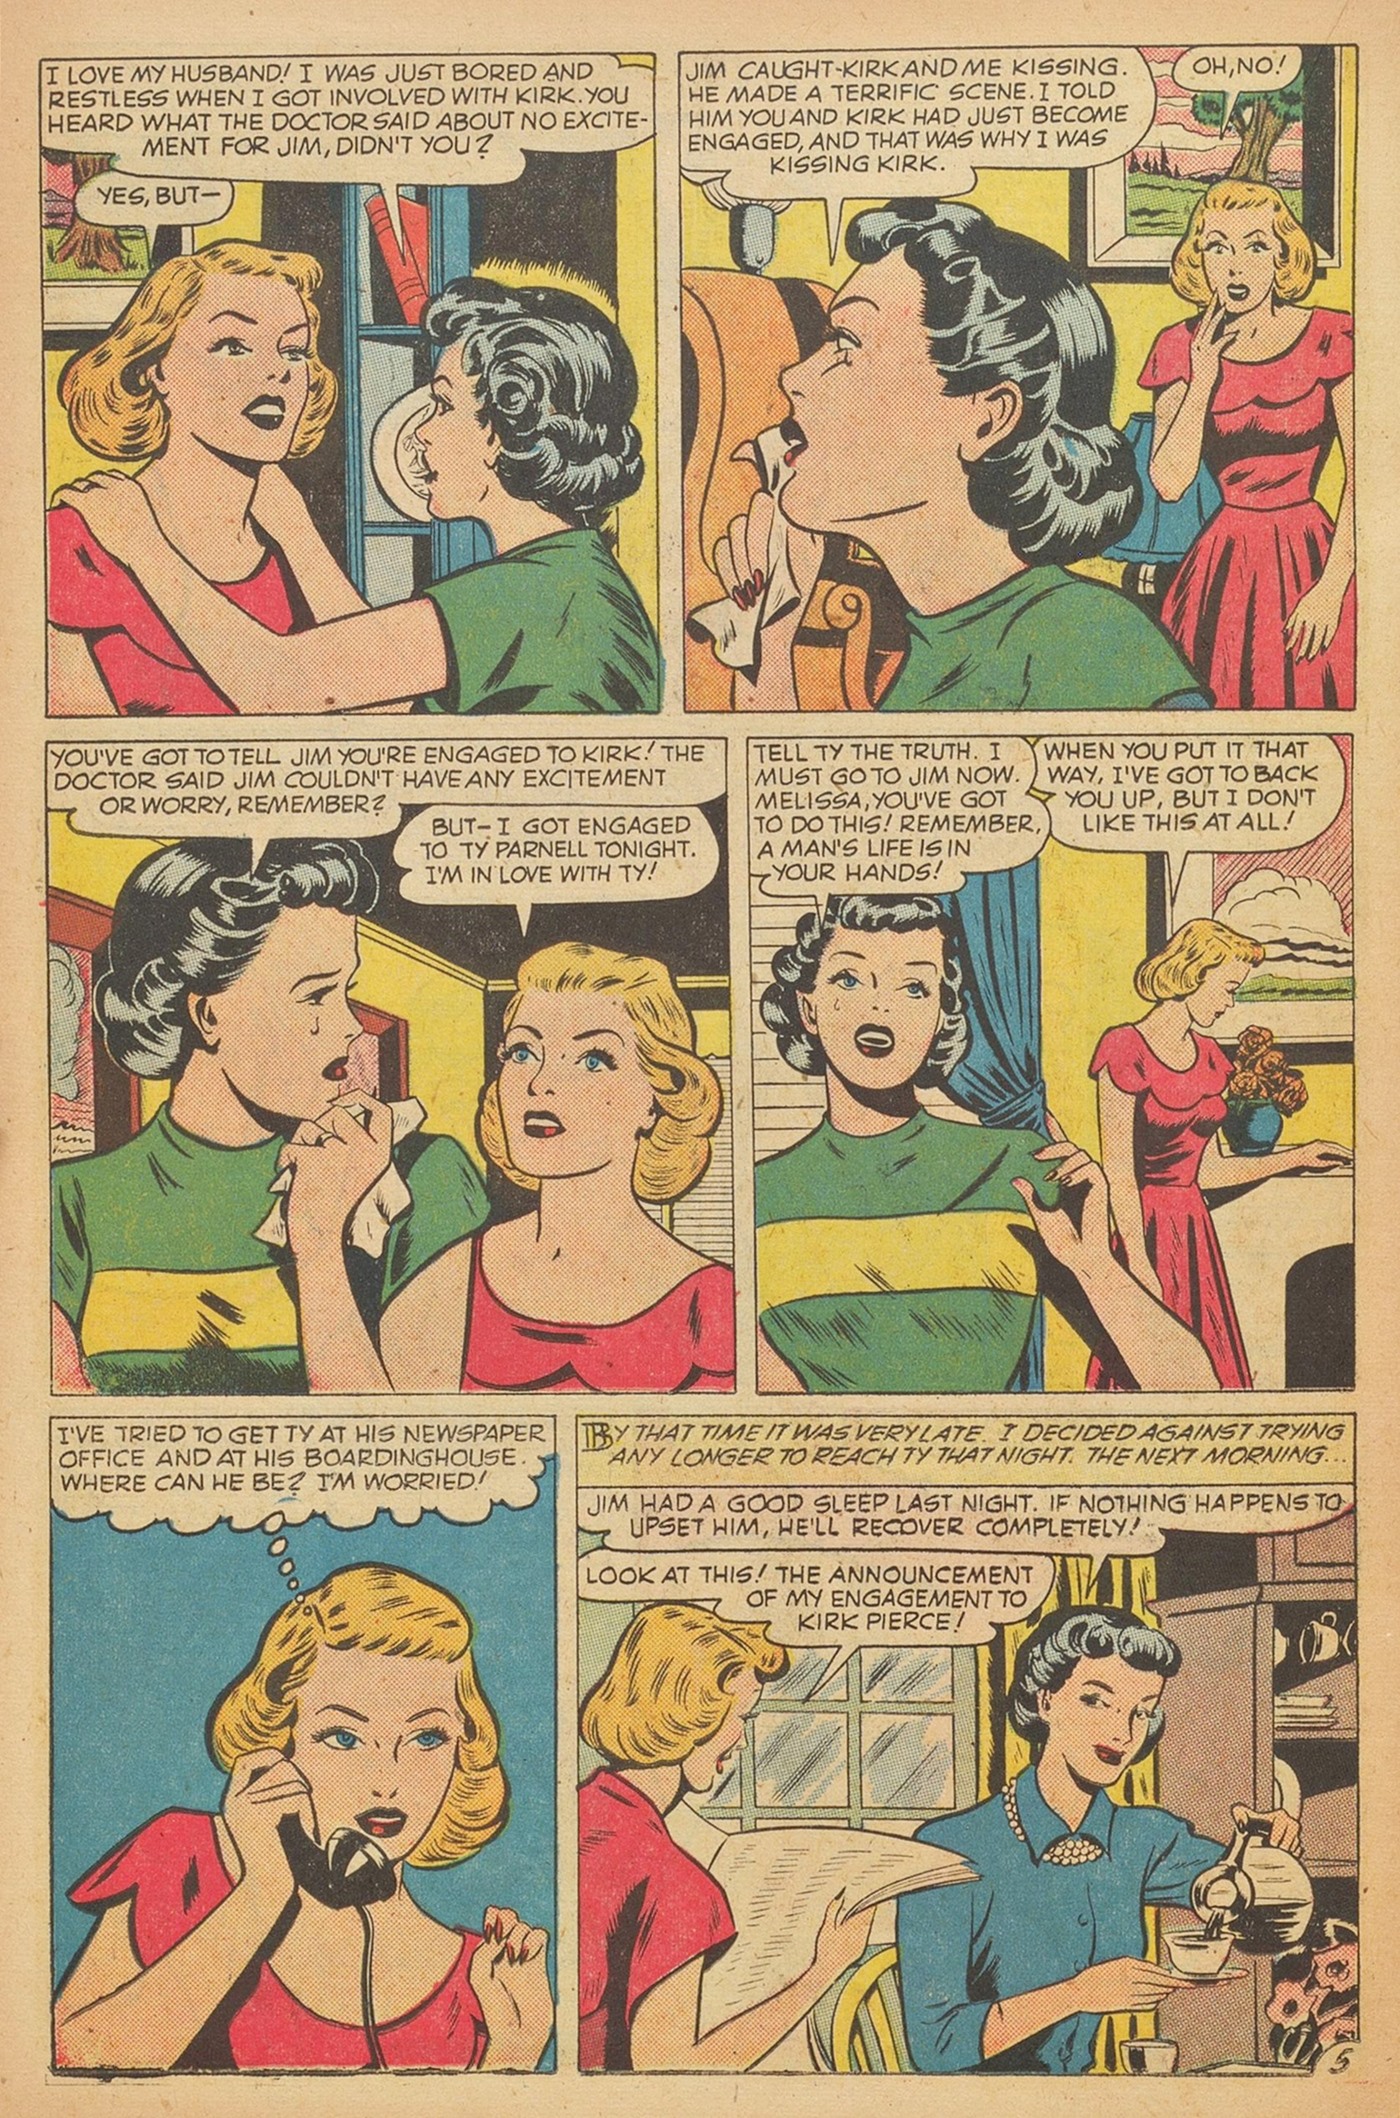 I LOVE MY HUSBAND! I WAS JUST BORED AND
RESTLESS WHEN I GOT INVOLVED WITH KIRK. YOU
HEARD WHAT THE DOCTOR SAID ABOUT NO EXCITE-
MENT FOR JIM, DIDN'T YOU?
YES, BUT—
JIM CAUGHT KIRK AND ME KISSING.
HE MADE A TERRIFIC SCENE. I TOLD
HIM YOU AND KIRK HAD JUST BECOME
ENGAGED, AND THAT WAS WHY I WAS
KISSING KIRK.
OH, NO!
YOU'VE GOT TO TELL JIM YOU'RE ENGAGED TO KIRK! THE
DOCTOR SAID JIM COULDN'T HAVE ANY EXCITEMENT
OR WORRY, REMEMBER?
BUT— I GOT ENGAGED
TO TY PARNELL TONIGHT.
I'M IN LOVE WITH TY!
TELL TY THE TRUTH. I
MUST GO TO JIM NOW.
MELISSA, YOU'VE GOT
TO DO THIS! REMEMBER,
A MAN'S LIFE IS IN
YOUR HANDS!
WHEN YOU PUT IT THAT
WAY, I'VE GOT TO BACK
YOU UP, BUT I DON'T
LIKE THIS AT ALL!
I'VE TRIED TO GET TY AT HIS NEWSPAPER
OFFICE AND AT HIS BOARDINGHOUSE.
WHERE CAN HE BE? I'M WORRIED!
BY THAT TIME IT WAS VERY LATE. I DECIDED AGAINST TRYING
ANY LONGER TO REACH TY THAT NIGHT. THE NEXT MORNING...
JIM HAD A GOOD SLEEP LAST NIGHT. IF NOTHING HAPPENS TO
UPSET HIM, HE'LL RECOVER COMPLETELY!
LOOK AT THIS! THE ANNOUNCEMENT
OF MY ENGAGEMENT TO
KIRK PIERCE!
5